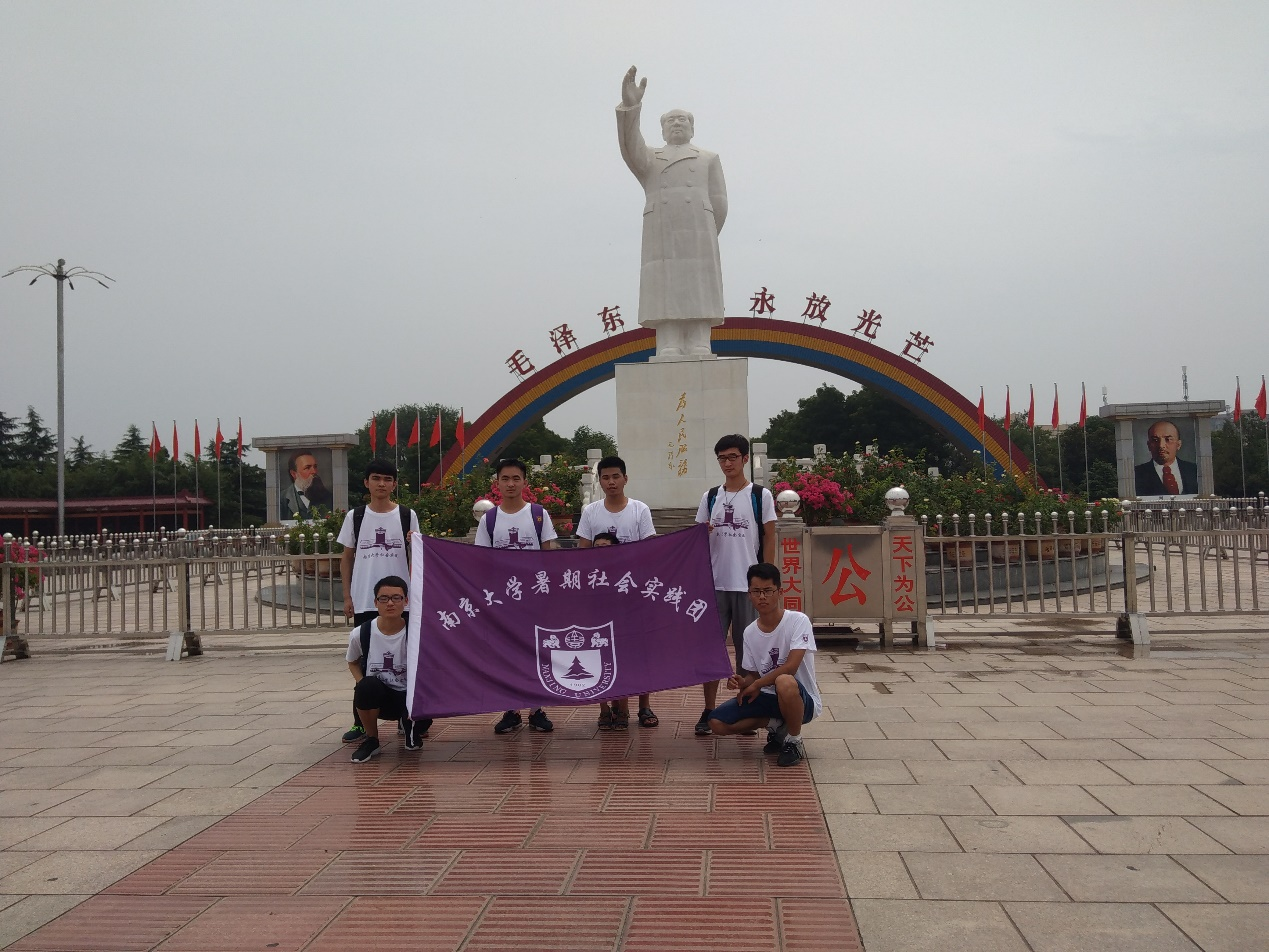 毛泽东 永放光芒
为人民服务
世界大同
公
天下为公
南京大学暑期社会实践团
NANJING UNIVERSITY
1902